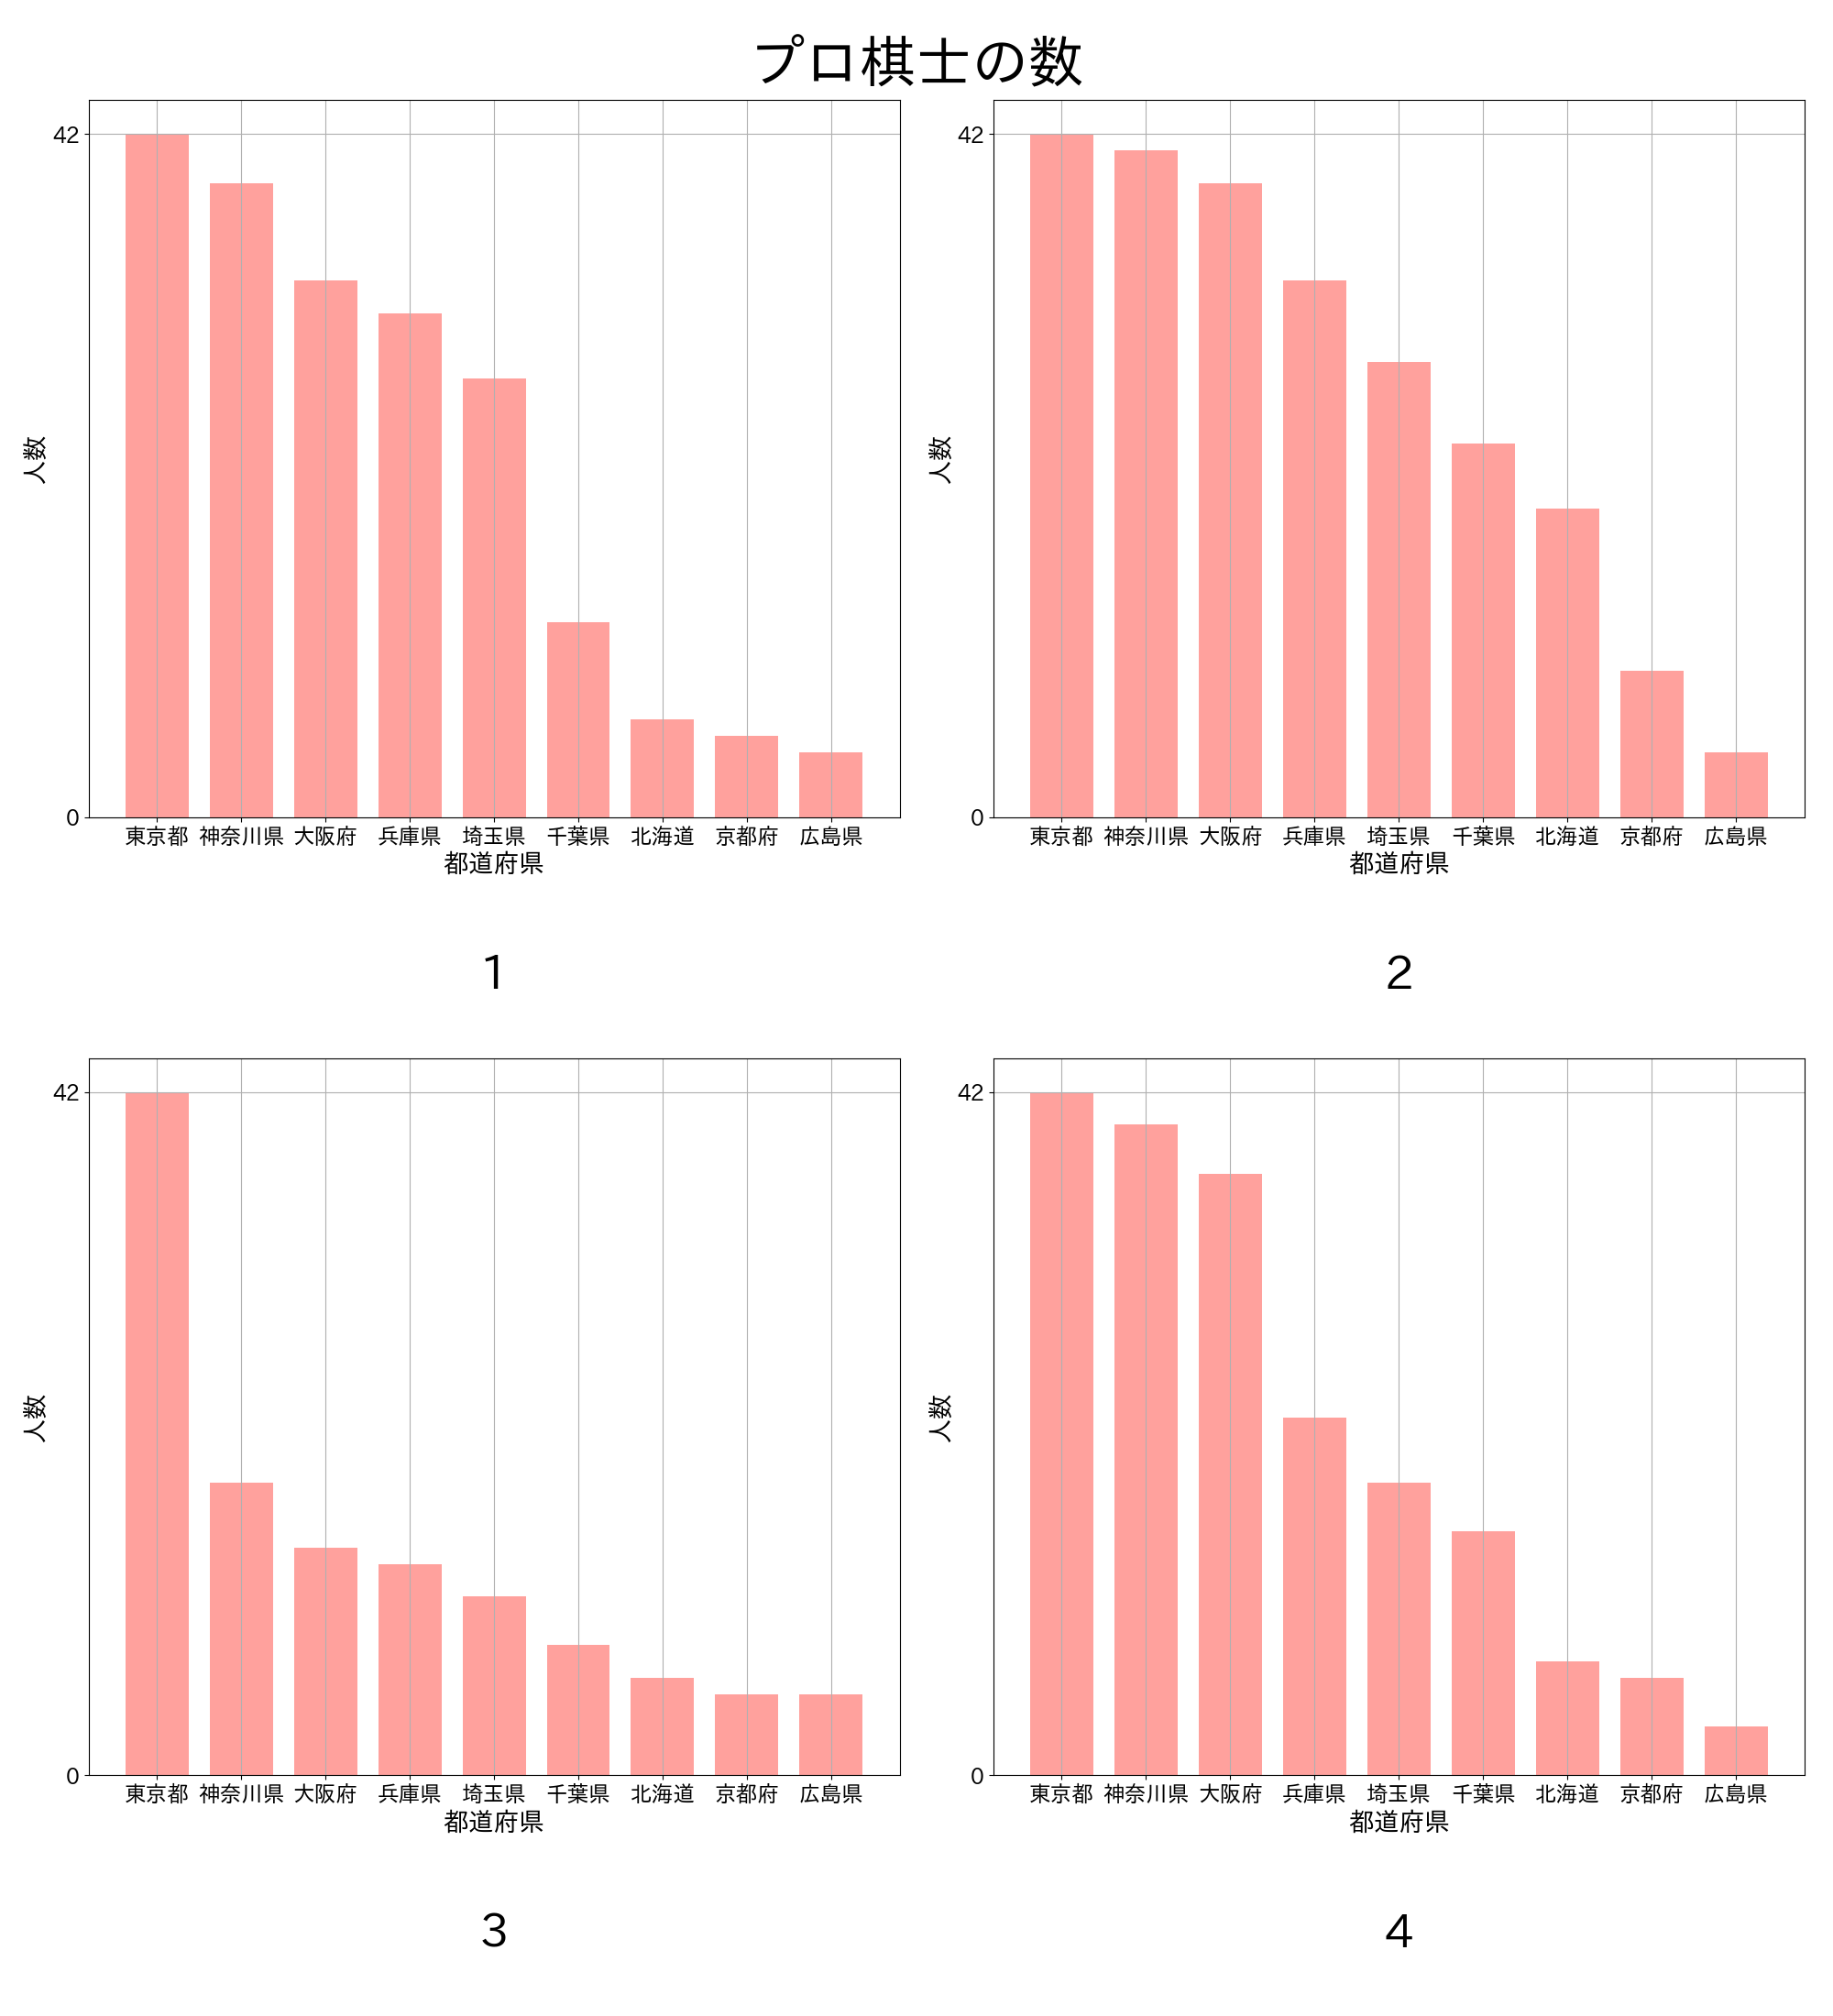 プロ棋士の数
42
人数
0
東京都 神奈川県 大阪府 兵庫県 埼玉県 千葉県 北海道 京都府 広島県
都道府県
1
42
人数
0
東京都 神奈川県 大阪府 兵庫県 埼玉県 千葉県 北海道 京都府 広島県
都道府県
2
42
人数
0
東京都 神奈川県 大阪府 兵庫県 埼玉県 千葉県 北海道 京都府 広島県
都道府県
3
42
人数
0
東京都 神奈川県 大阪府 兵庫県 埼玉県 千葉県 北海道 京都府 広島県
都道府県
4